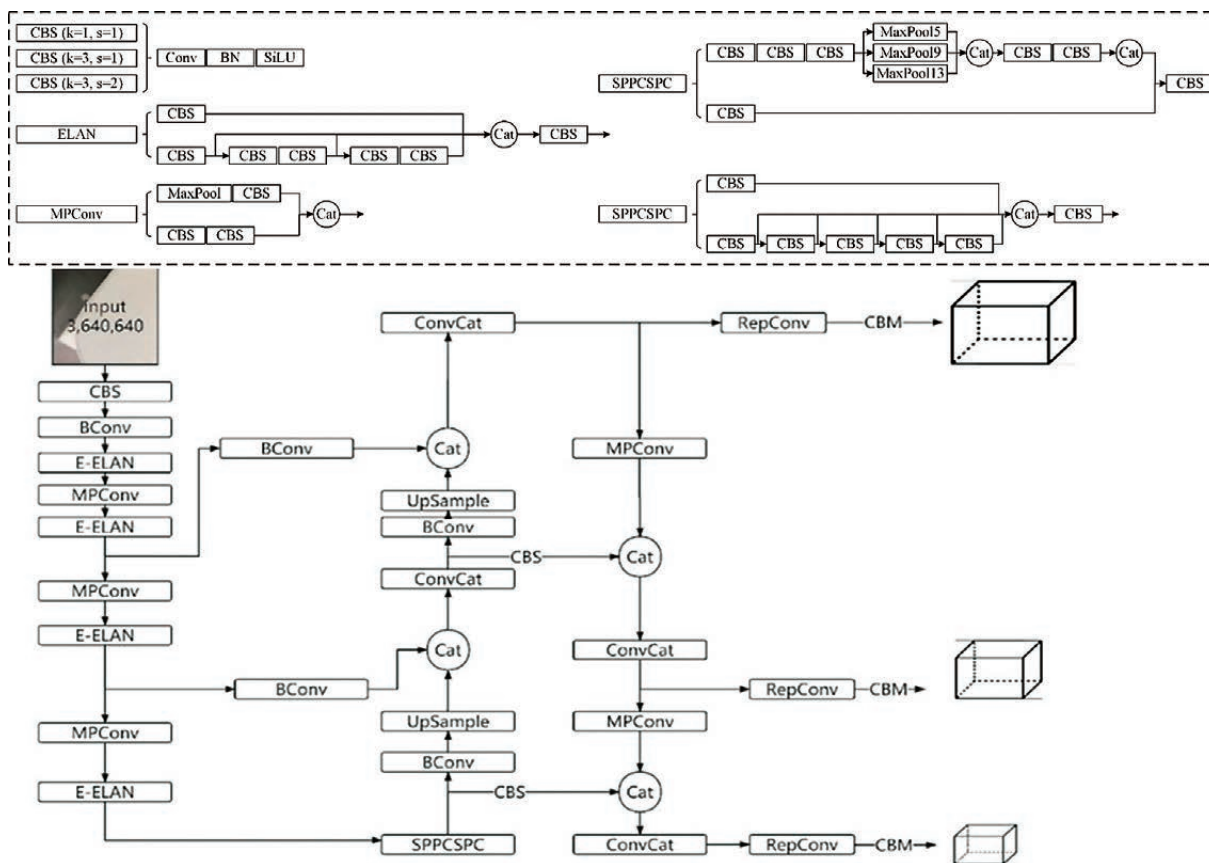 CBS (k=1, s=1)
CBS (k=3, s=1)
CBS (k=3, s=2)
Conv BN SiLU
ELAN
CBS
CBS CBS CBS CBS CBS
Cat CBS
MPConv
MaxPool CBS
CBS CBS
Cat
SPPCSPC
CBS CBS CBS
MaxPool5
MaxPool9
MaxPool13
Cat CBS CBS Cat
CBS
CBS
SPPCSPC
CBS
CBS CBS CBS CBS CBS
Cat CBS
input
3,640,640
CBS
BConv
E-ELAN
MPConv
E-ELAN
MPConv
E-ELAN
MPConv
E-ELAN
BConv
BConv
ConvCat
Cat
UpSample
BConv
ConvCat
Cat
UpSample
BConv
SPPCSPC
CBS
CBS
MPConv
Cat
ConvCat
MPConv
Cat
ConvCat
RepConv CBM
RepConv CBM
RepConv CBM